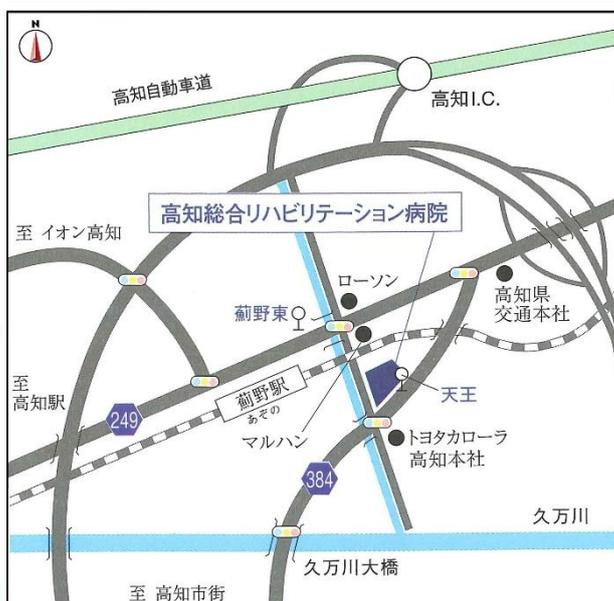 N
高知自動車道
高知I.C.
高知総合リハビリテーション病院
至 イオン高知
ローソン
薊野東
高知県
交通本社
至
高知駅
薊野駅
あぞの
天王
249
マルハン
トヨタカローラ
高知本社
384
久万川
久万川大橋
至 高知市街